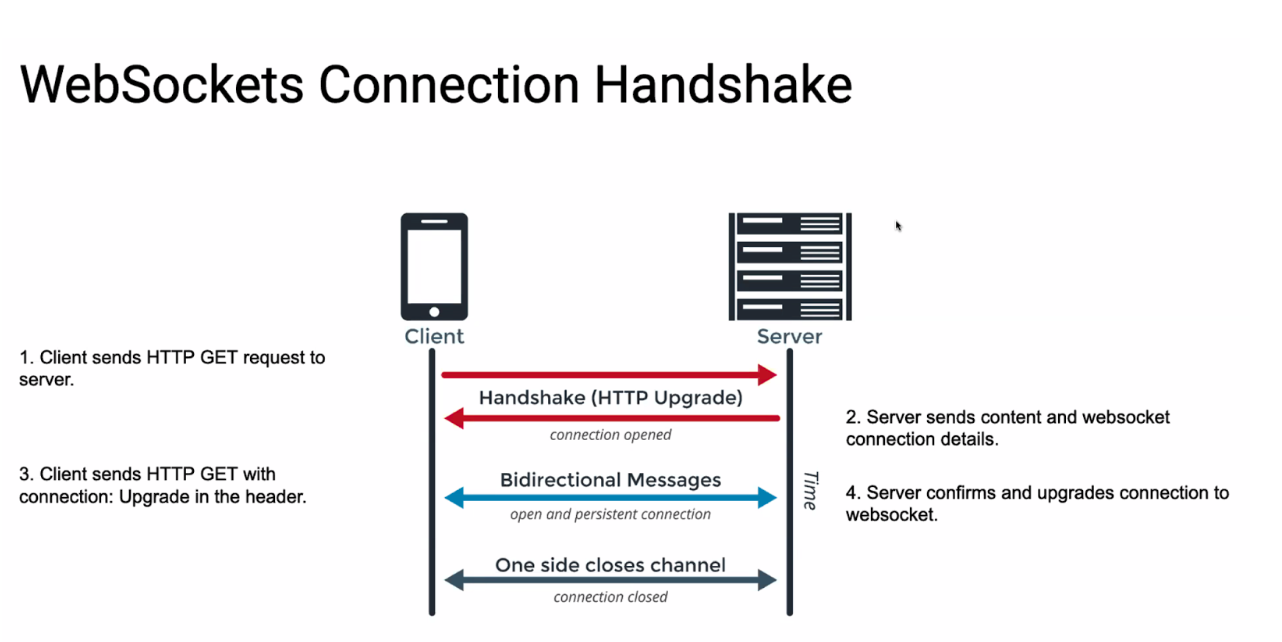 WebSockets Connection Handshake
Client
Server
1. Client sends HTTP GET request to
server.
Handshake (HTTP Upgrade)
connection opened
2. Server sends content and websocket
connection details.
3. Client sends HTTP GET with
connection: Upgrade in the header.
Bidirectional Messages
open and persistent connection
Time
4. Server confirms and upgrades connection to
websocket.
One side closes channel
connection closed